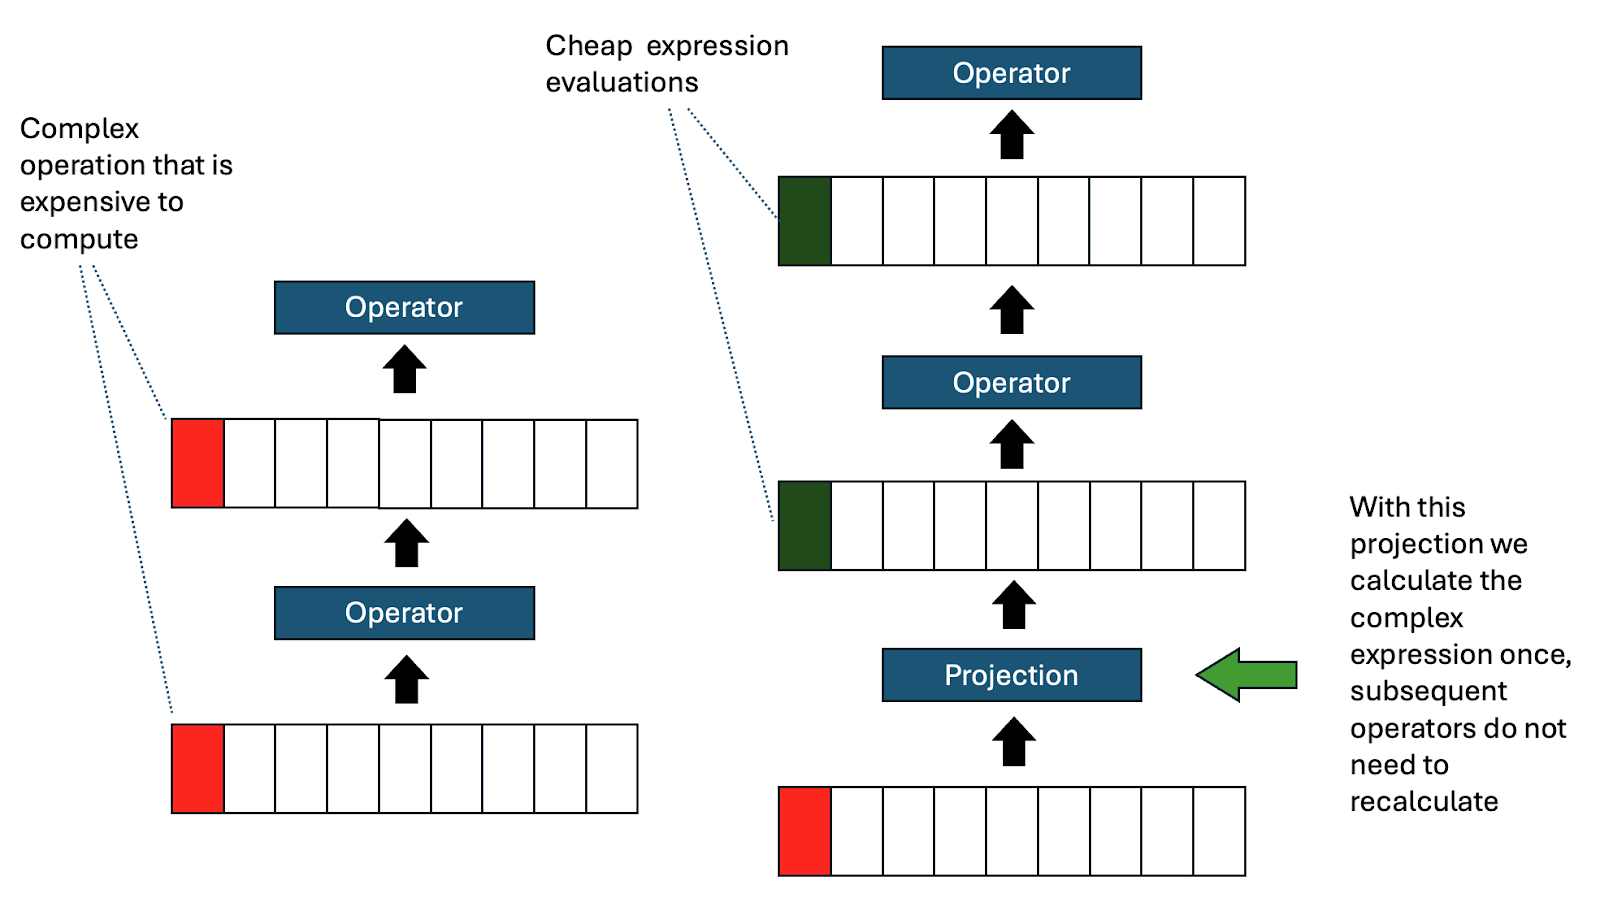 Complex
operation that is
expensive to
compute
Operator
Operator
Cheap expression
evaluations
Operator
Operator
Projection
With this
projection we
calculate the
complex
expression once,
subsequent
operators do not
need to
recalculate